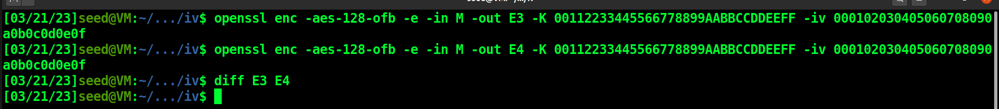 [03/21/23]seed@VM:~/.../iv$ openssl enc -aes-128-ofb -e -in M -out E3 -K 00112233445566778899AABBCCDDEEFF -iv 000102030405060708090
a0b0c0d0e0f
[03/21/23]seed@VM:~/.../iv$ openssl enc -aes-128-ofb -e -in M -out E4 -K 00112233445566778899AABBCCDDEEFF -iv 000102030405060708090
a0b0c0d0e0f
[03/21/23]seed@VM:~/.../iv$ diff E3 E4
[03/21/23]seed@VM:~/.../iv$